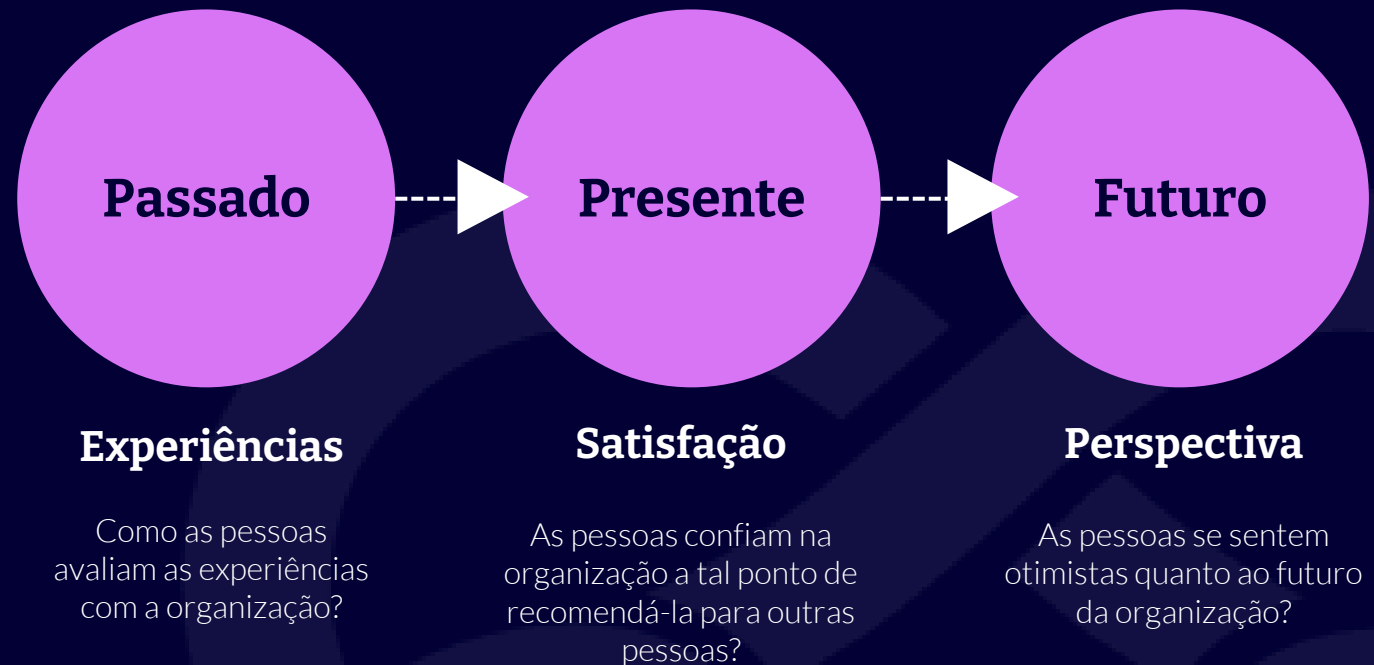 Passado
Presente
Futuro
Experiências
Como as pessoas
avaliam as experiências
com a organização?
Satisfação
As pessoas confiam na
organização a tal ponto de
recomendá-la para outras
pessoas?
Perspectiva
As pessoas se sentem
otimistas quanto ao futuro
da organização?